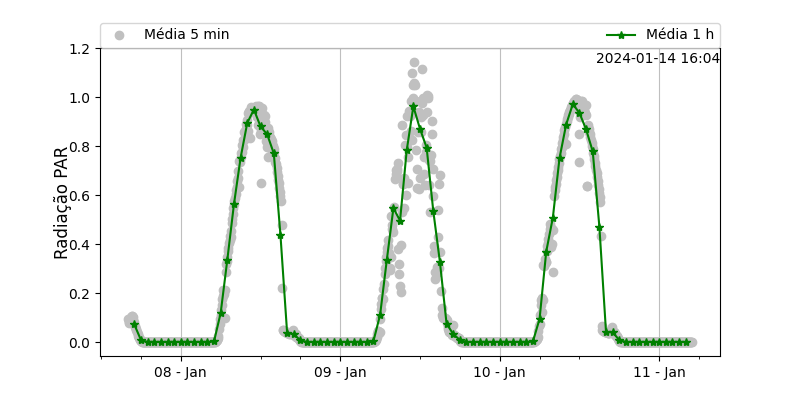 Média 5 min
Média 1 h
2024-01-14 16:04
Radiação PAR
1.2
1.0
0.8
0.6
0.4
0.2
0.0
08 - Jan
09 - Jan
10 - Jan
11 - Jan